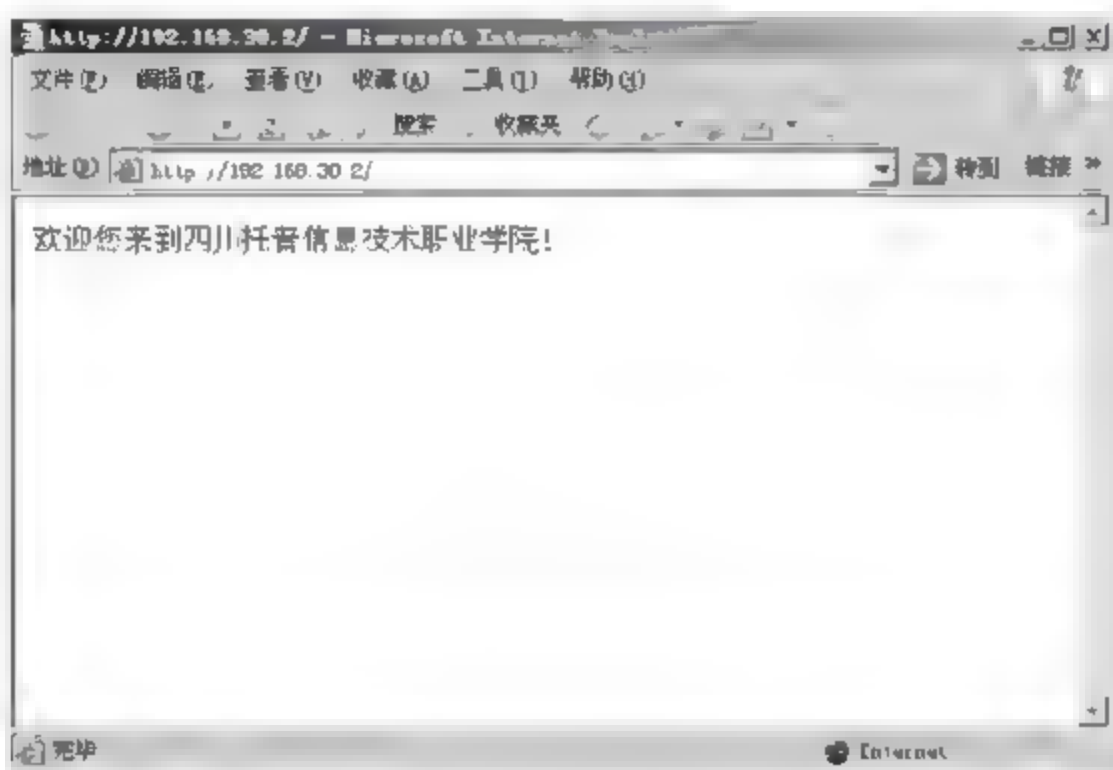 http://192.168.30.2/ - Microsoft Internet
文件(F) 编辑(E) 查看(V) 收藏(A) 工具(T) 帮助(H)
搜索 收藏夹
地址(D) http://192.168.30.2/ 转到 链接 »
欢迎您来到四川托普信息技术职业学院!
完毕 Internet